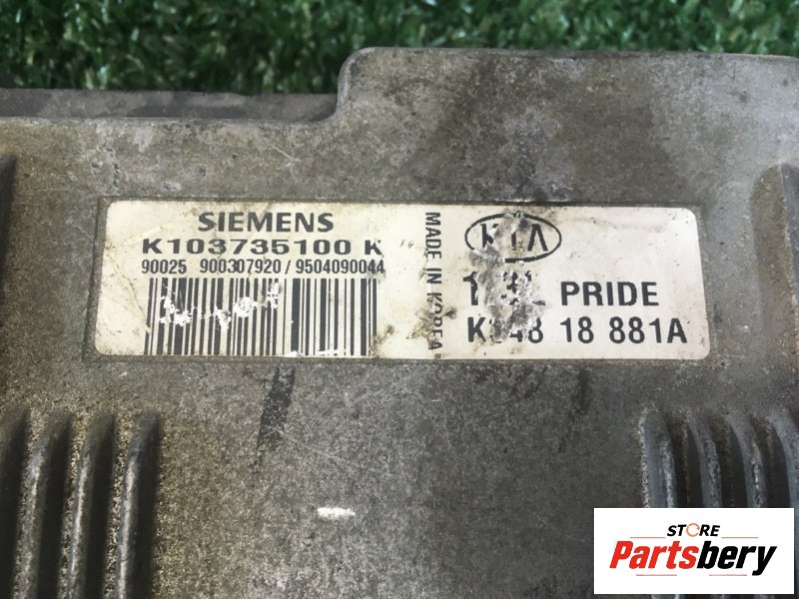 SIEMENS
K103735100 K
90025 900307920 / 9504090044
MADE IN KOREA
KIA
PRIDE
18 881A
STORE
Partsbery